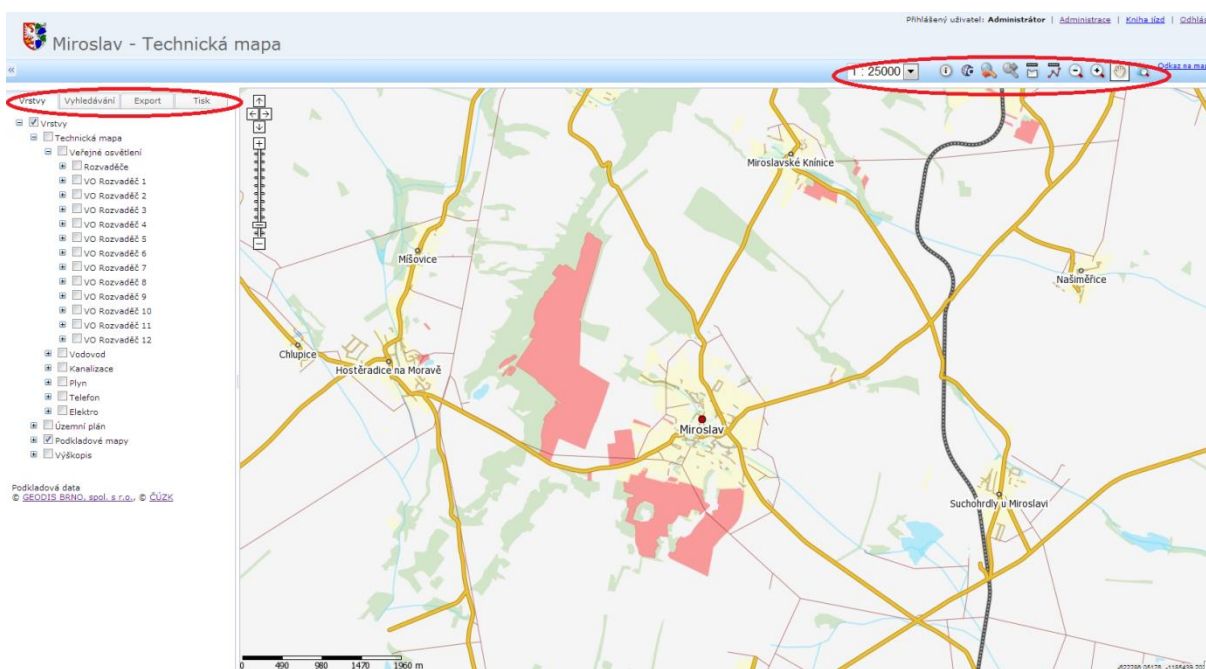 Přihlášený uživatel: Administrátor | Administrace | Kniha jízd | Odhlás
Miroslav - Technická mapa
«
1 : 25000
Odkaz na map
Vrstvy Vyhledávání Export Tisk
Vrstvy
Technická mapa
Veřejné osvětlení
Rozvaděče
VO Rozvaděč 1
VO Rozvaděč 2
VO Rozvaděč 3
VO Rozvaděč 4
VO Rozvaděč 5
VO Rozvaděč 6
VO Rozvaděč 7
VO Rozvaděč 8
VO Rozvaděč 9
VO Rozvaděč 10
VO Rozvaděč 11
VO Rozvaděč 12
Vodovod
Kanalizace
Plyn
Telefon
Elektro
Územní plán
Podkladové mapy
Výškopis
Podkladová data
© GEODIS BRNO, spol. s r.o., © ČÚZK
Miroslavské Knínice
Míšovice
Našiměřice
Chlupice
Hostěradice na Moravě
Miroslav
Suchohrdly u Miroslavi
0 490 980 1470 1960 m